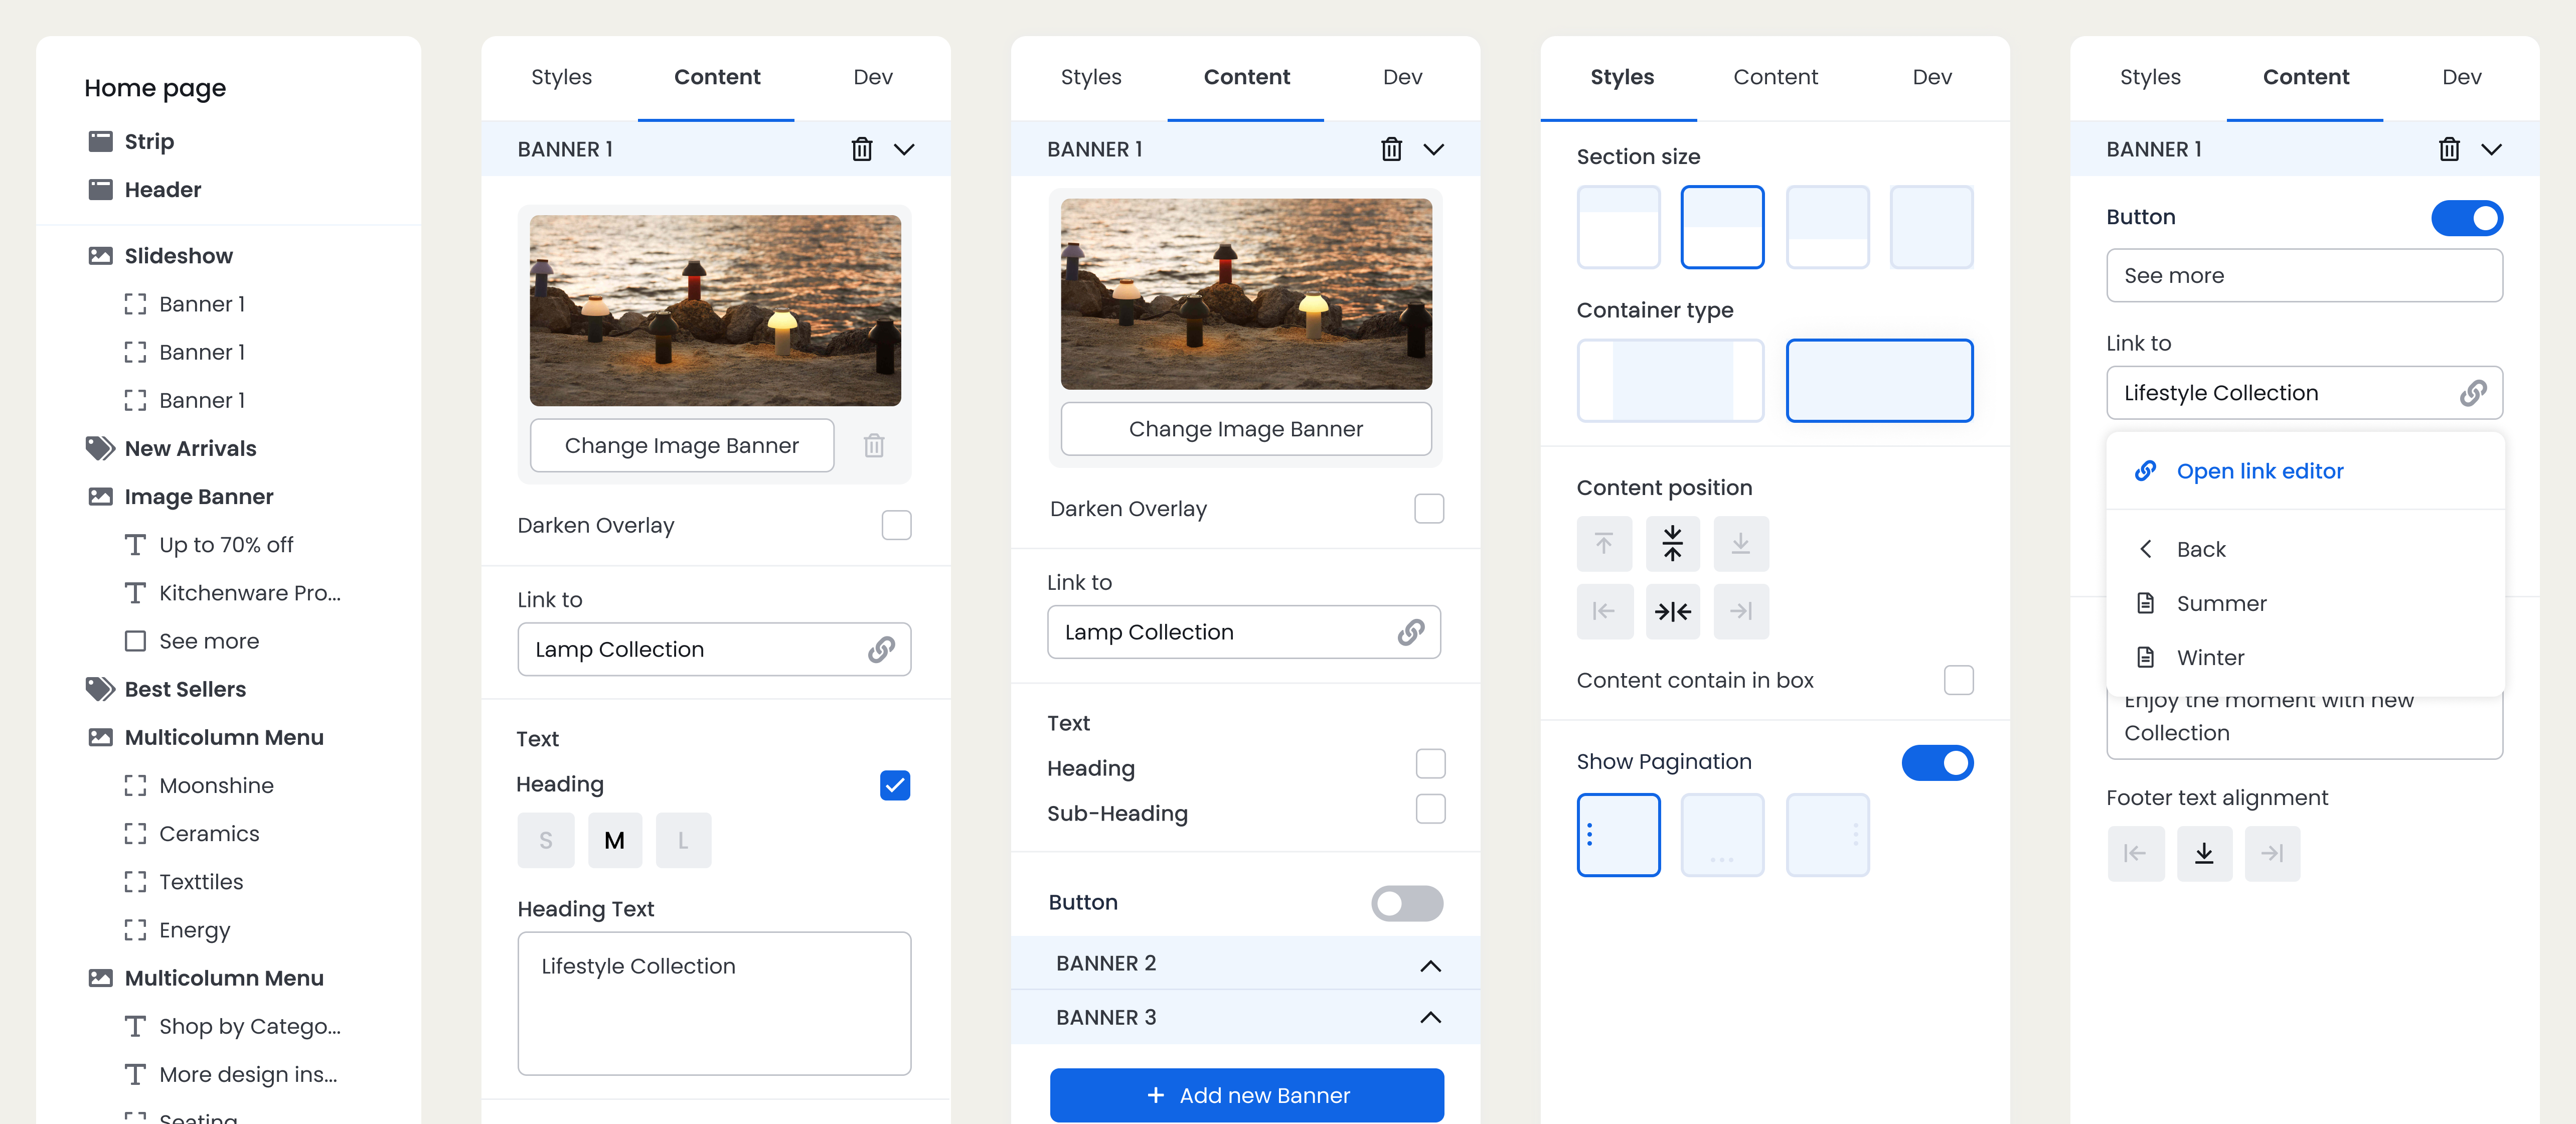 Home page
Strip
Header
Slideshow
Banner 1
Banner 1
Banner 1
New Arrivals
Image Banner
Up to 70% off
Kitchenware Pro...
See more
Best Sellers
Multicolumn Menu
Moonshine
Ceramics
Texttiles
Energy
Multicolumn Menu
Shop by Catego...
More design ins...
Seating
Styles Content Dev
BANNER 1
Change Image Banner
Darken Overlay
Link to
Lamp Collection
Text
Heading
S M L
Heading Text
Lifestyle Collection
Styles Content Dev
BANNER 1
Change Image Banner
Darken Overlay
Link to
Lamp Collection
Text
Heading
Sub-Heading
Button
BANNER 2
BANNER 3
+ Add new Banner
Styles Content Dev
Section size
Container type
Content position
Content contain in box
Show Pagination
Styles Content Dev
BANNER 1
Button
See more
Link to
Lifestyle Collection
Open link editor
Back
Summer
Winter
Enjoy the moment with new
Collection
Footer text alignment